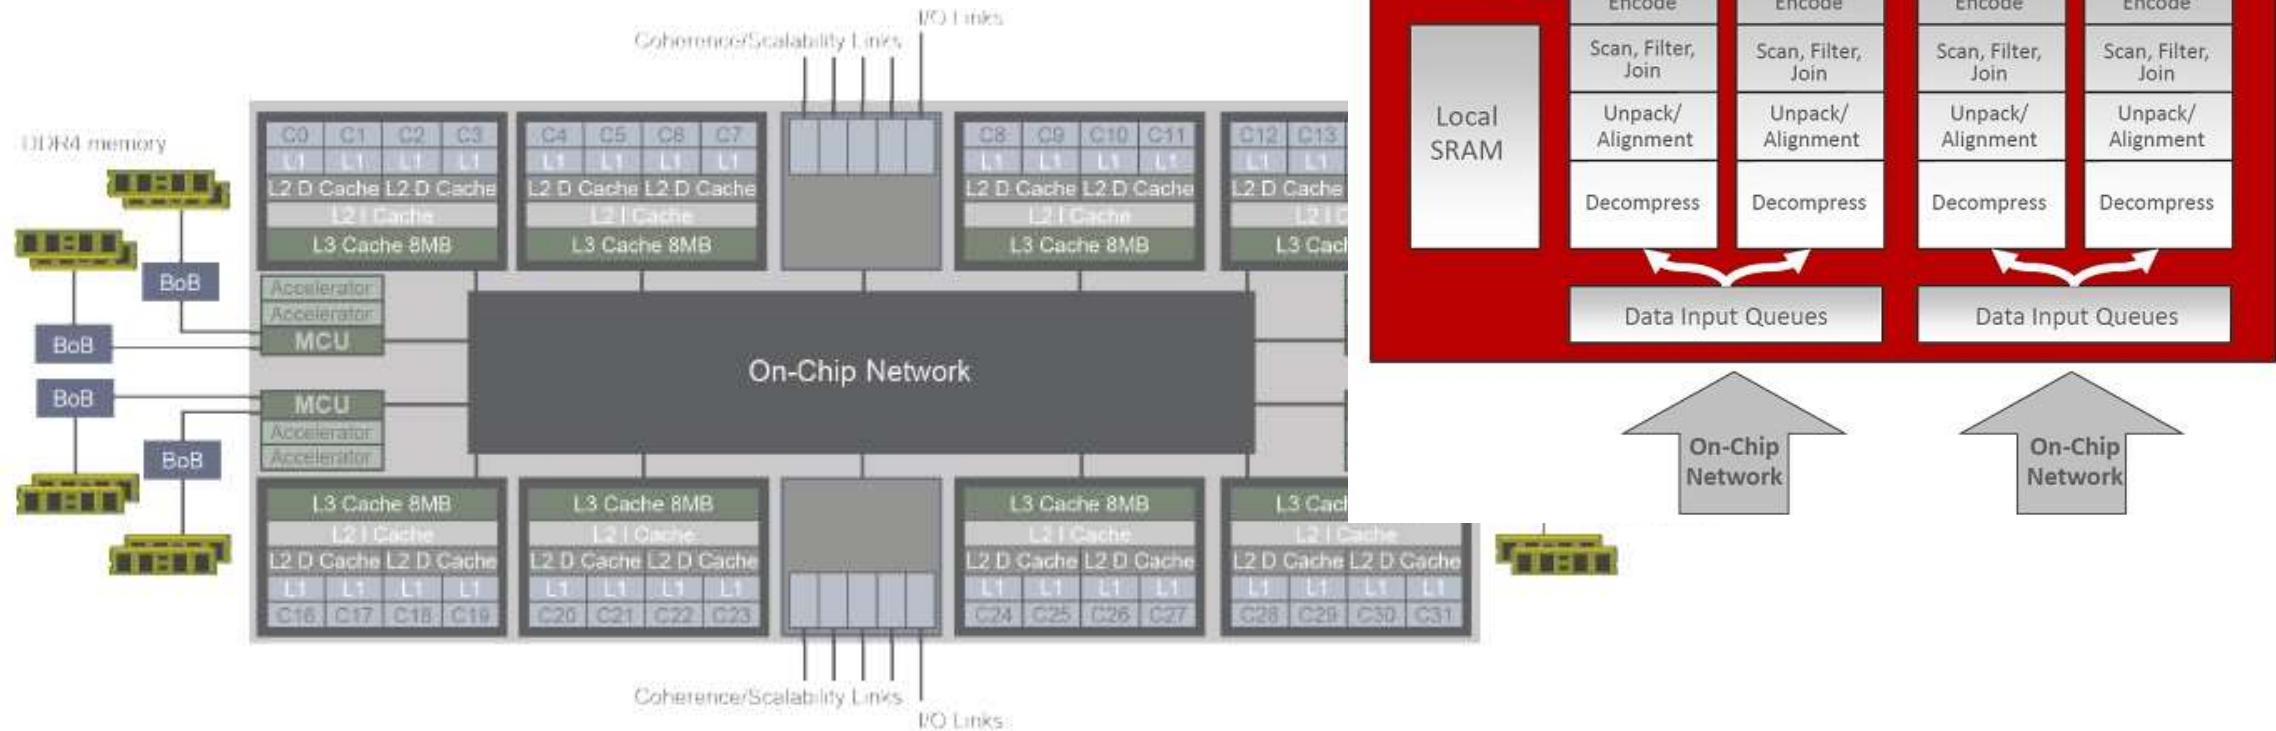 I/O Links
Coherence/Scalability Links
DDR4 memory
C0 C1 C2 C3
L1 L1 L1 L1
L2 D Cache L2 D Cache
L2 I Cache
L3 Cache 8MB
C4 C5 C6 C7
L1 L1 L1 L1
L2 D Cache L2 D Cache
L2 I Cache
L3 Cache 8MB
C8 C9 C10 C11
L1 L1 L1 L1
L2 D Cache L2 D Cache
L2 I Cache
L3 Cache 8MB
C12 C13
L1 L1
L2 D Cache
L2 I C
L3 Cach
BoB
BoB
BoB
BoB
Accelerator
Accelerator
MCU
MCU
Accelerator
Accelerator
On-Chip Network
L3 Cache 8MB
L2 I Cache
L2 D Cache L2 D Cache
L1 L1 L1 L1
C16 C17 C18 C19
L3 Cache 8MB
L2 I Cache
L2 D Cache L2 D Cache
L1 L1 L1 L1
C20 C21 C22 C23
L3 Cache 8MB
L2 I Cache
L2 D Cache L2 D Cache
L1 L1 L1 L1
C24 C25 C26 C27
L3 Cach
L2 I Cache
L2 D Cache L2 D Cache
L1 L1 L1 L1
C28 C29 C30 C31
Coherence/Scalability Links
I/O Links
Local
SRAM
Encode
Scan, Filter,
Join
Unpack/
Alignment
Decompress
Encode
Scan, Filter,
Join
Unpack/
Alignment
Decompress
Encode
Scan, Filter,
Join
Unpack/
Alignment
Decompress
Encode
Scan, Filter,
Join
Unpack/
Alignment
Decompress
Data Input Queues
Data Input Queues
On-Chip
Network
On-Chip
Network